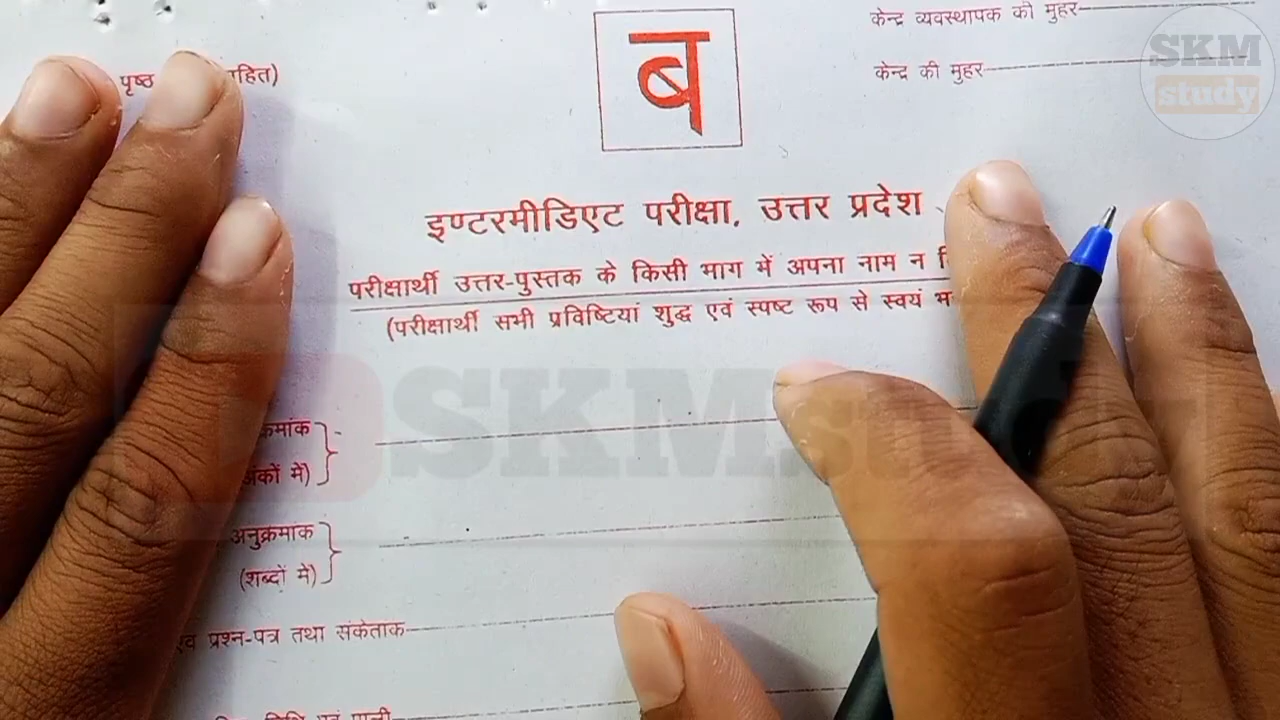 केन्द्र व्यवस्थापक की मुहर
SKM
study
पृष्ठ
केन्द्र की मुहर
ब
इण्टरमीडिएट परीक्षा, उत्तर प्रदेश
परीक्षार्थी उत्तर-पुस्तक के किसी भाग में अपना नाम न
(परीक्षार्थी सभी प्रविष्टियां शुद्ध एवं स्पष्ट रूप से स्वयं
SKMstudy
अंकों में)
अनुक्रमांक
(शब्दों में)
प्रश्न-पत्र तथा संकेतांक